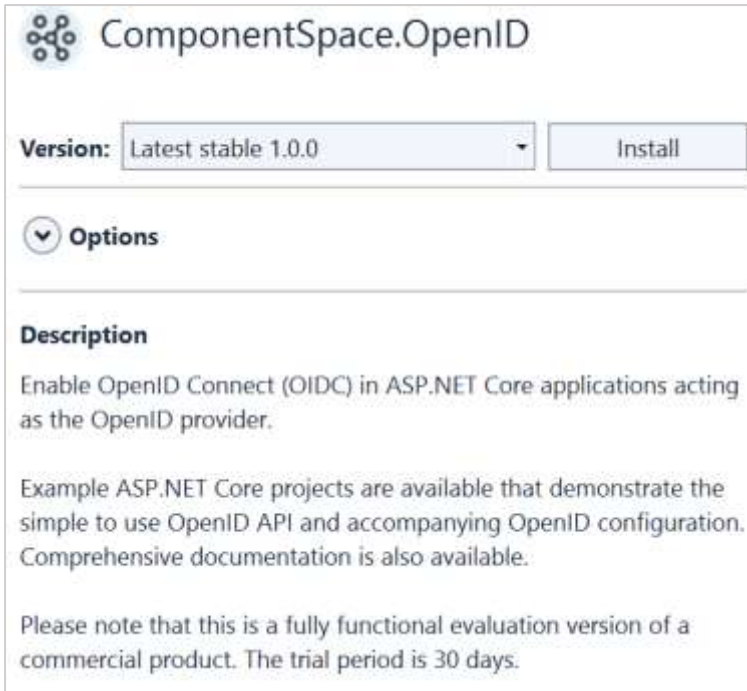 ComponentSpace.OpenID
Version: Latest stable 1.0.0 Install
Options
Description
Enable OpenID Connect (OIDC) in ASP.NET Core applications acting
as the OpenID provider.
Example ASP.NET Core projects are available that demonstrate the
simple to use OpenID API and accompanying OpenID configuration.
Comprehensive documentation is also available.
Please note that this is a fully functional evaluation version of a
commercial product. The trial period is 30 days.